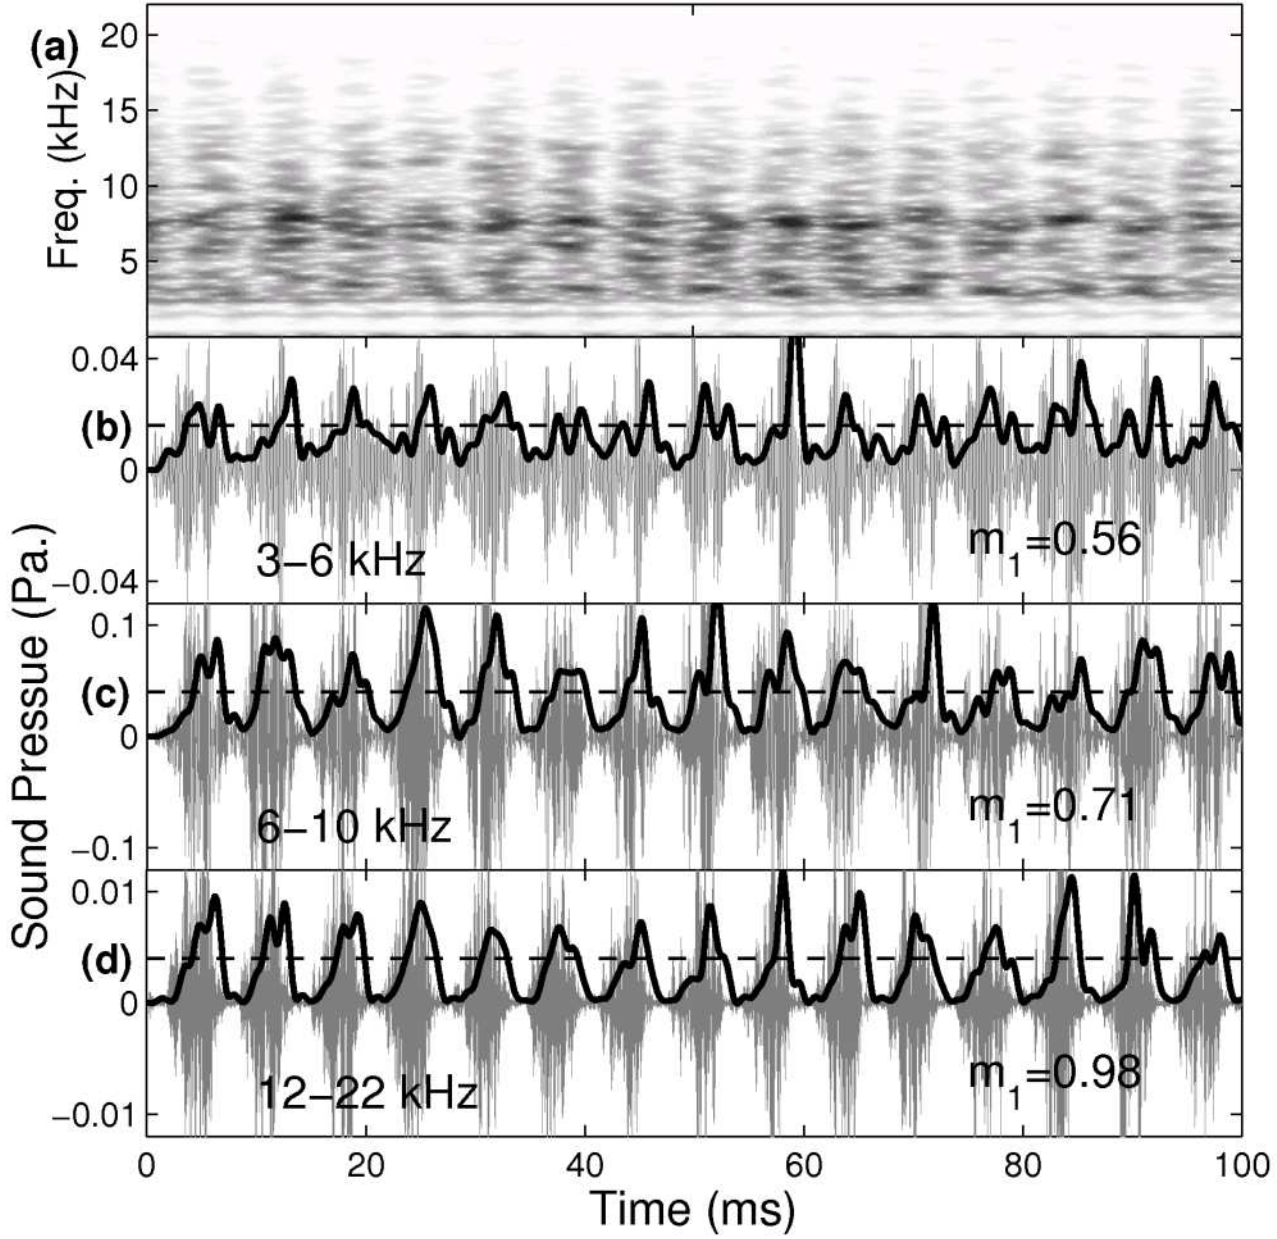 (a)
Freq. (kHz)
20
15
10
5
Sound Pressue (Pa.)
(b)
0.04
0
−0.04
3−6 kHz
m1=0.56
(c)
0.1
0
−0.1
6−10 kHz
m1=0.71
(d)
0.01
0
−0.01
12−22 kHz
m1=0.98
0 20 40 60 80 100
Time (ms)